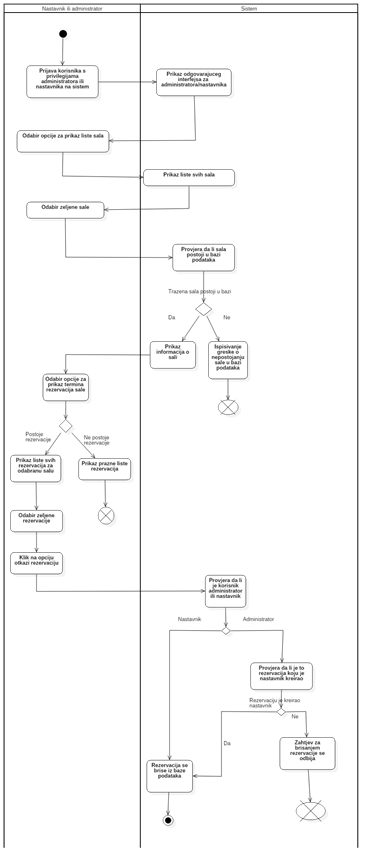 Nastavnik ili administrator
Sistem
Prijava korisnika s
privilegijama
administratora ili
nastavnika na sistem
Prikaz odgovarajuceg
interfejsa za
administratora/nastavnika
Odabir opcije za prikaz liste sala
Prikaz liste svih sala
Odabir zeljene sale
Provjera da li sala
postoji u bazi
podataka
Trazena sala postoji u bazi
Da
Ne
Prikaz
informacija o
sali
Ispisivanje
greske o
nepostojanju
sale u bazi
podataka
Odabir opcije za
prikaz termina
rezervacija sale
Postoje
rezervacije
Ne postoje
rezervacije
Prikaz liste svih
rezervacija za
odabranu salu
Prikaz prazne liste
rezervacija
Odabir zeljene
rezervacije
Klik na opciju
otkazi rezervaciju
Provjera da li
je korisnik
administrator
ili nastavnik
Nastavnik
Administrator
Provjera da li je to
rezervacija koju je
nastavnik kreirao
Rezervaciju je kreirao
nastavnik
Ne
Da
Zahtjev za
brisanjem
rezervacije se
odbija
Rezervacija se
brise iz baze
podataka